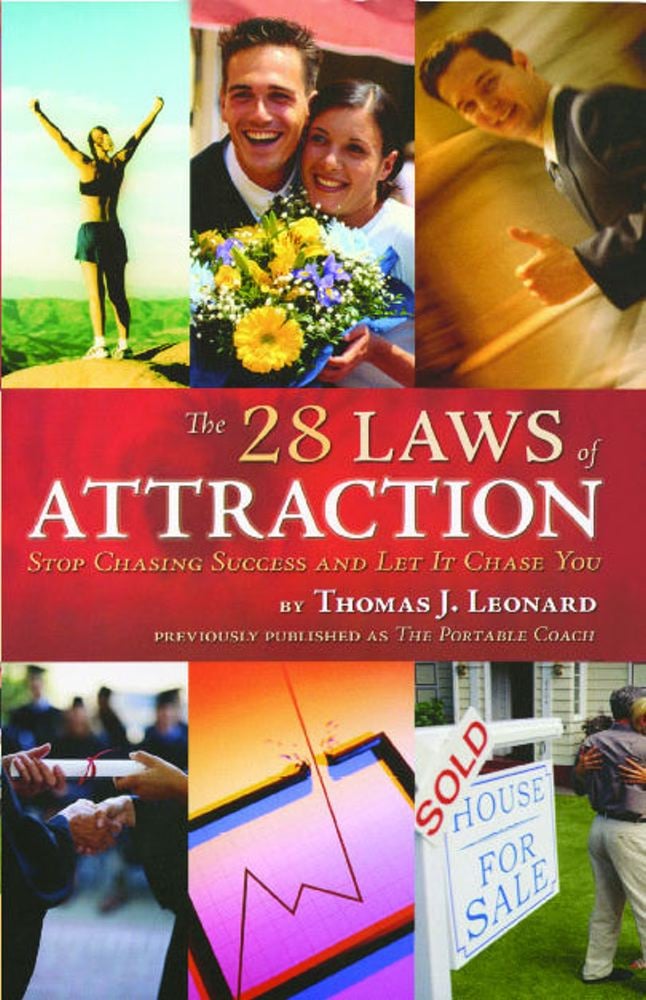 The 28 LAWS of
ATTRACTION
STOP CHASING SUCCESS AND LET IT CHASE YOU
BY THOMAS J. LEONARD
PREVIOUSLY PUBLISHED AS The Portable Coach
SOLD
HOUSE
FOR
SALE